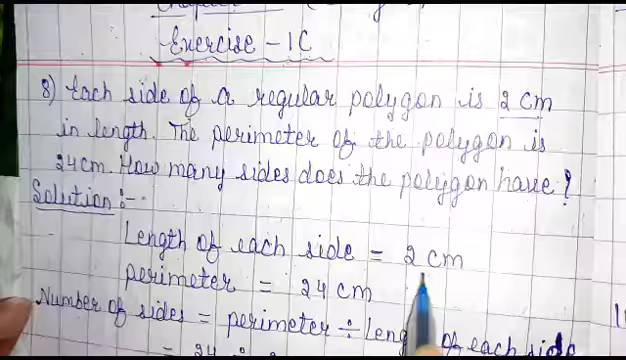 Exercise - 1C
8) Each side of a regular polygon is 2 cm
in length. The perimeter of the polygon is
24 cm. How many sides does the polygon have?
Solution :-
Length of each side = 2 cm
perimeter = 24 cm
Number of sides = perimeter ÷ length of each side
= 24 ÷ 2